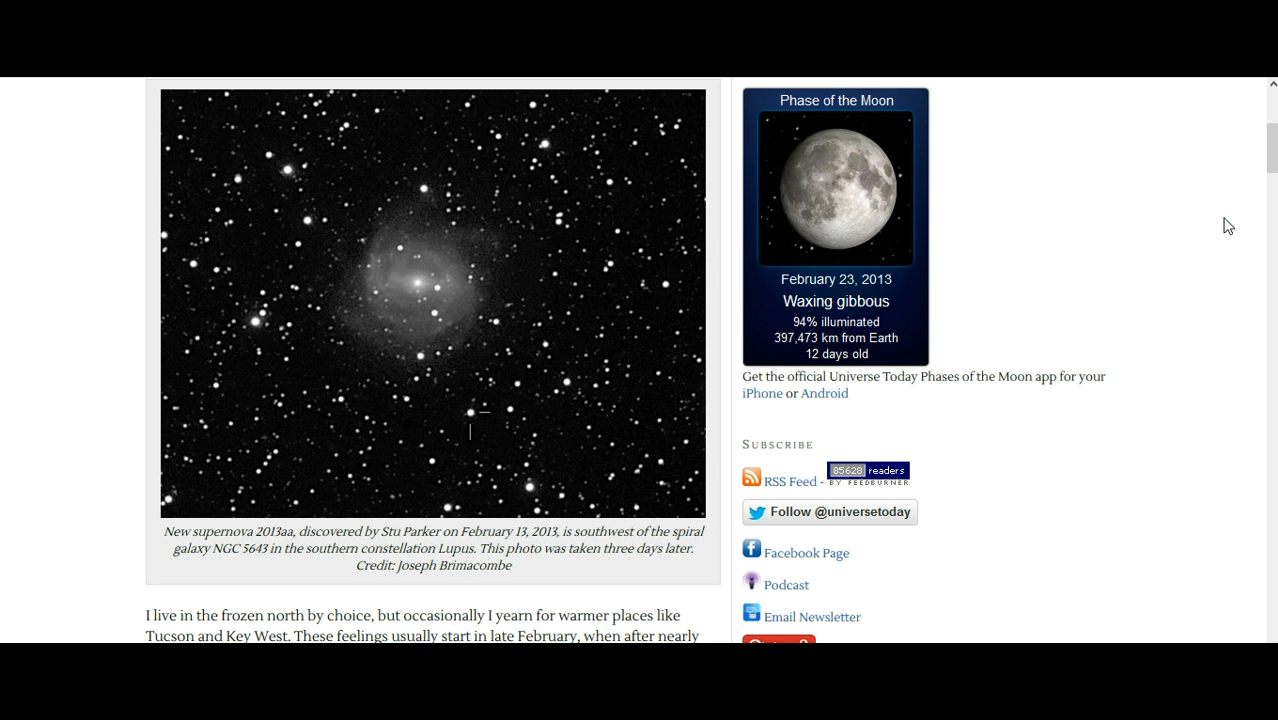 New supernova 2013aa, discovered by Stu Parker on February 13, 2013, is southwest of the spiral
galaxy NGC 5643 in the southern constellation Lupus. This photo was taken three days later.
Credit: Joseph Brimacombe
I live in the frozen north by choice, but occasionally I yearn for warmer places like
Tucson and Key West. These feelings usually start in late February, when after nearly
Phase of the Moon
February 23, 2013
Waxing gibbous
94% illuminated
397,473 km from Earth
12 days old
Get the official Universe Today Phases of the Moon app for your
iPhone or Android
SUBSCRIBE
RSS Feed - 85628 readers
BY FEEDBURNER
Follow @universetoday
Facebook Page
Podcast
Email Newsletter